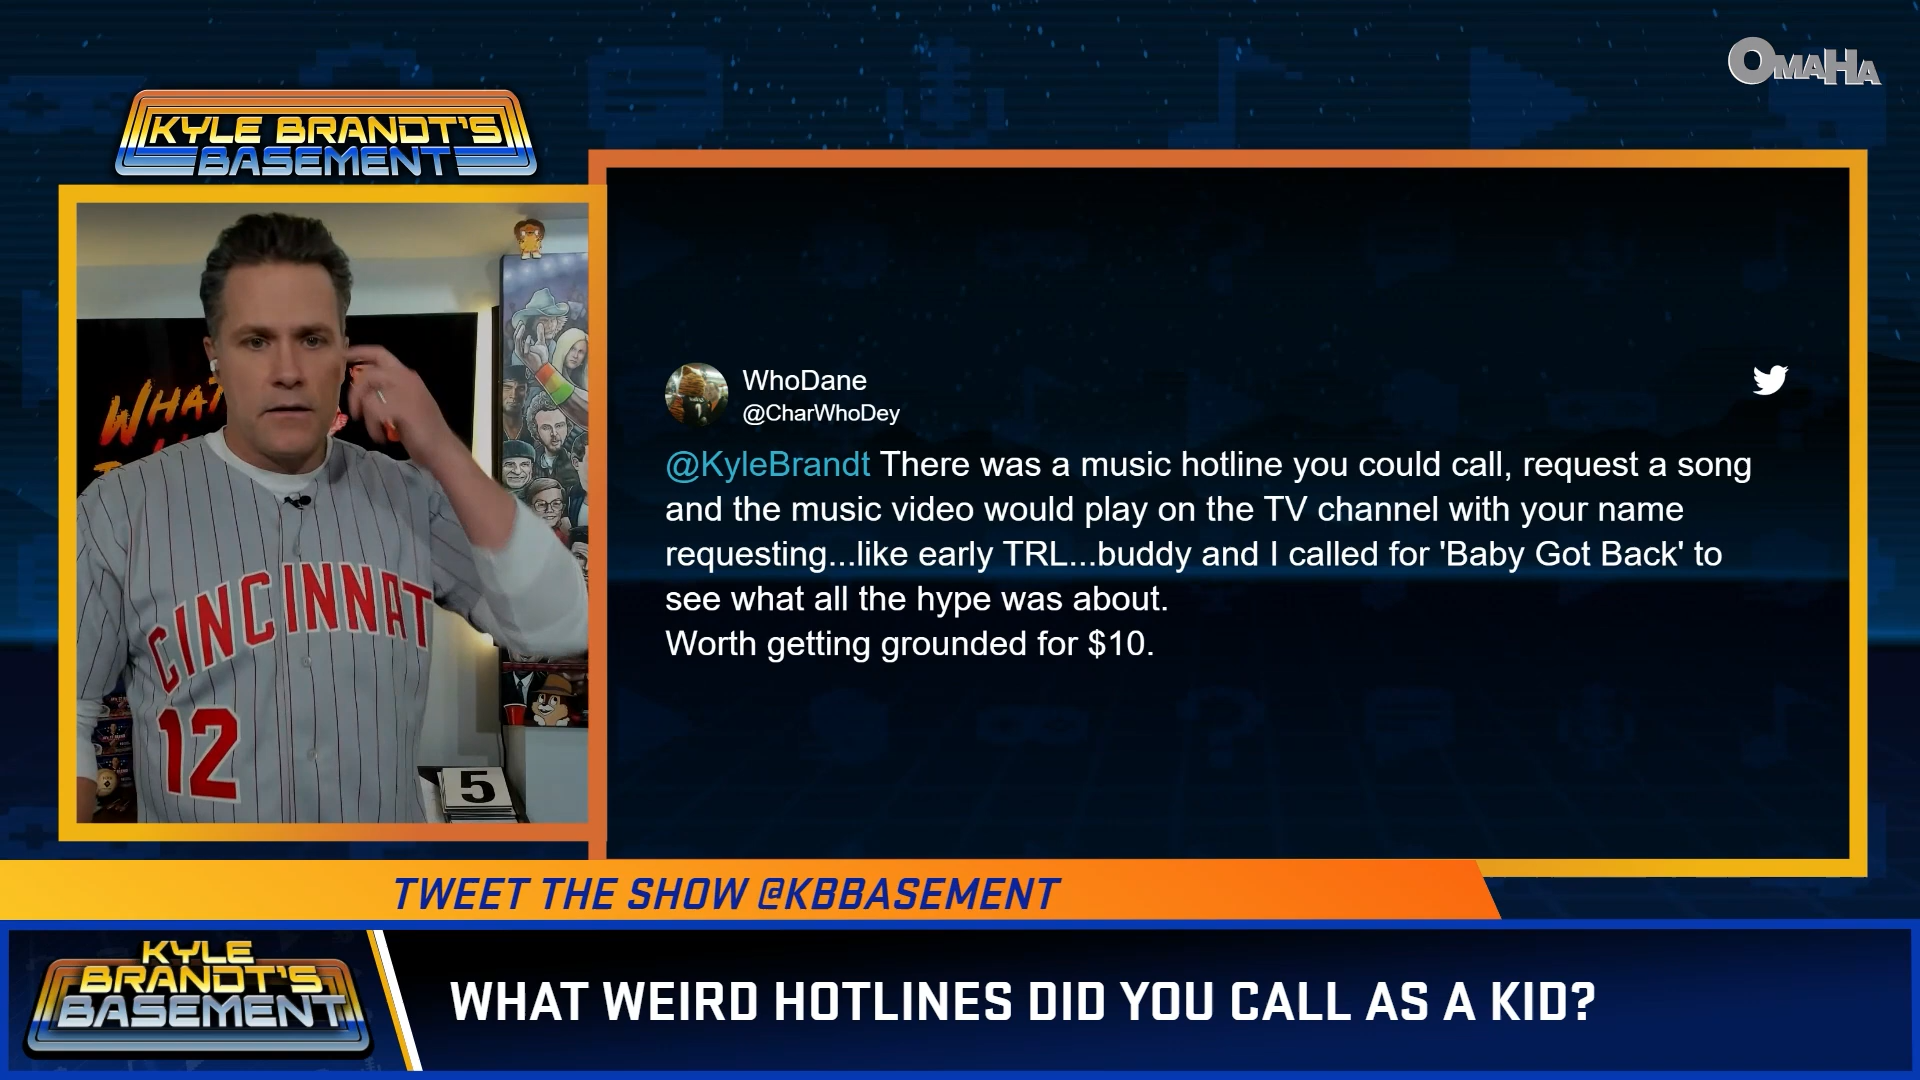 OMAHA
KYLE BRANDT'S
BASEMENT
WHAT
CINCINNAT
12
5
WhoDane
@CharWhoDey
@KyleBrandt There was a music hotline you could call, request a song
and the music video would play on the TV channel with your name
requesting...like early TRL...buddy and I called for 'Baby Got Back' to
see what all the hype was about.
Worth getting grounded for $10.
TWEET THE SHOW @KBBASEMENT
KYLE
BRANDT'S
BASEMENT
WHAT WEIRD HOTLINES DID YOU CALL AS A KID?